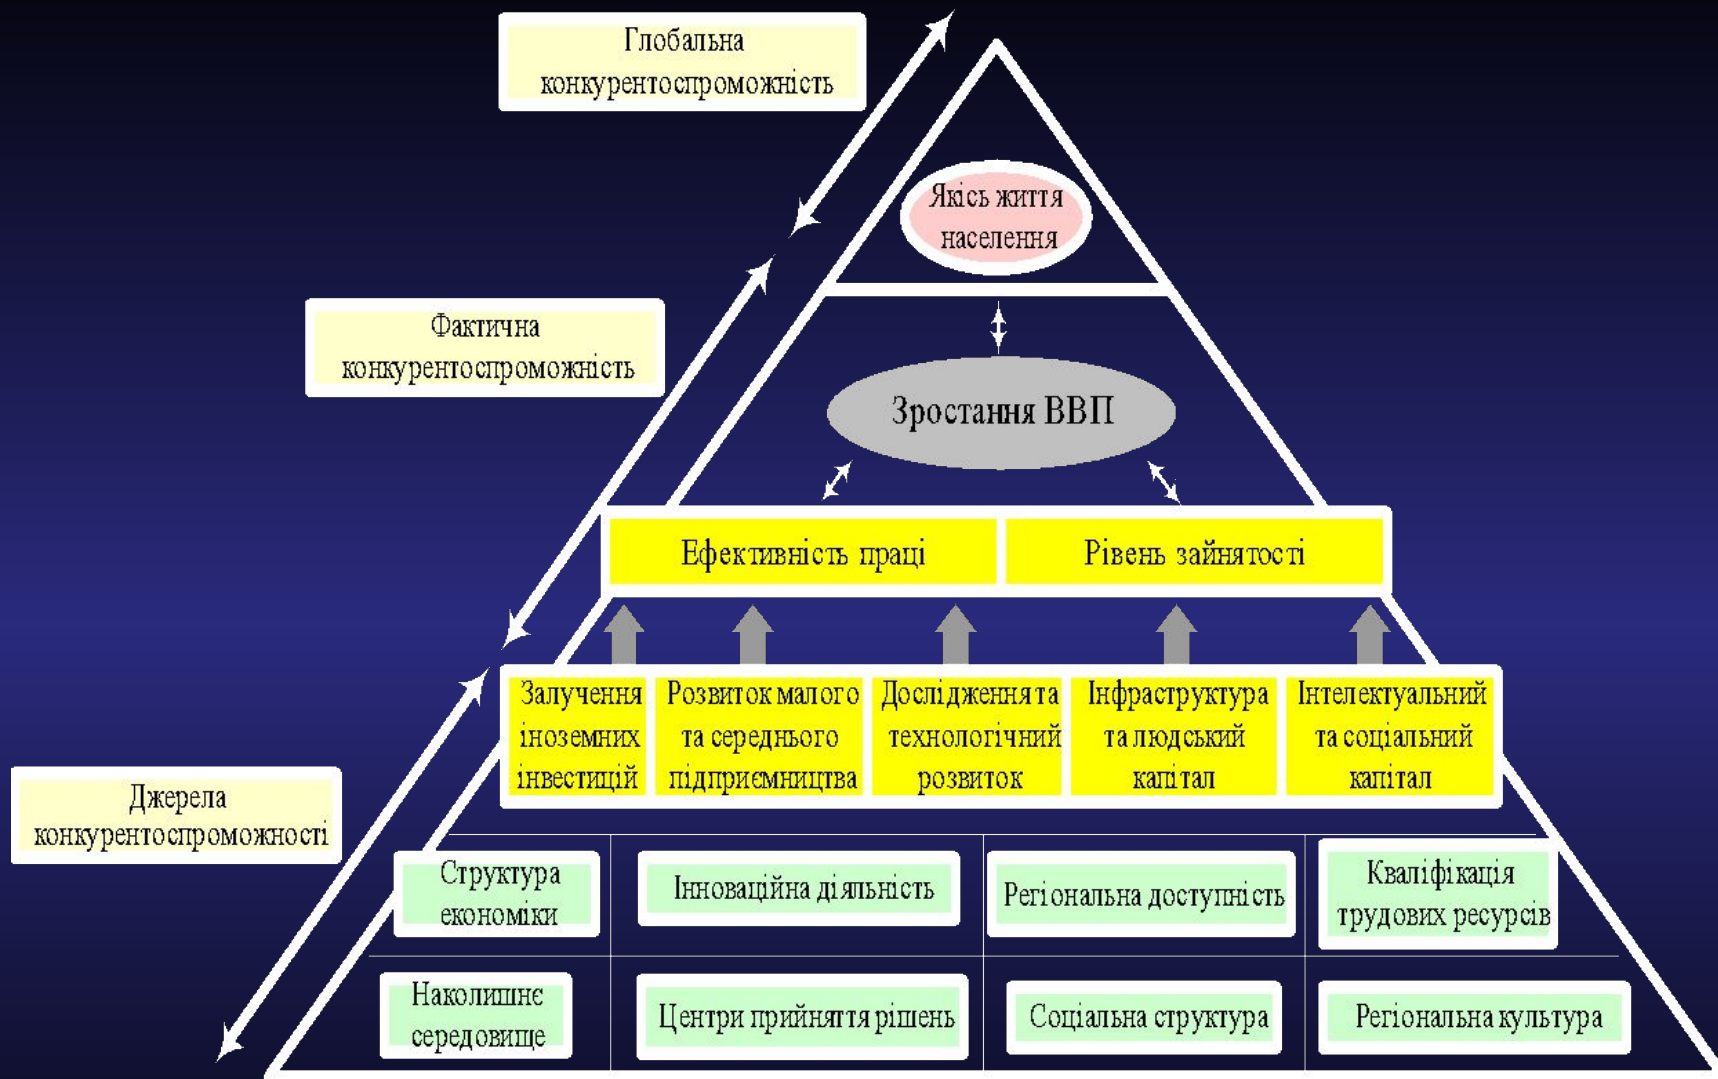 Глобальна
конкурентоспроможність
Якісь життя
населення
Фактична
конкурентоспроможність
Зростання ВВП
Ефективність праці
Рівень зайнятості
Залучення
іноземних
інвестицій
Розвиток малого
та середнього
підприємництва
Дослідження та
технологічний
розвиток
Інфраструктура
та людський
капітал
Інтелектуальний
та соціальний
капітал
Джерела
конкурентоспроможності
Структура
економіки
Інноваційна діяльність
Регіональна доступність
Кваліфікація
трудових ресурсів
Наколишнє
середовище
Центри прийняття рішень
Соціальна структура
Регіональна культура